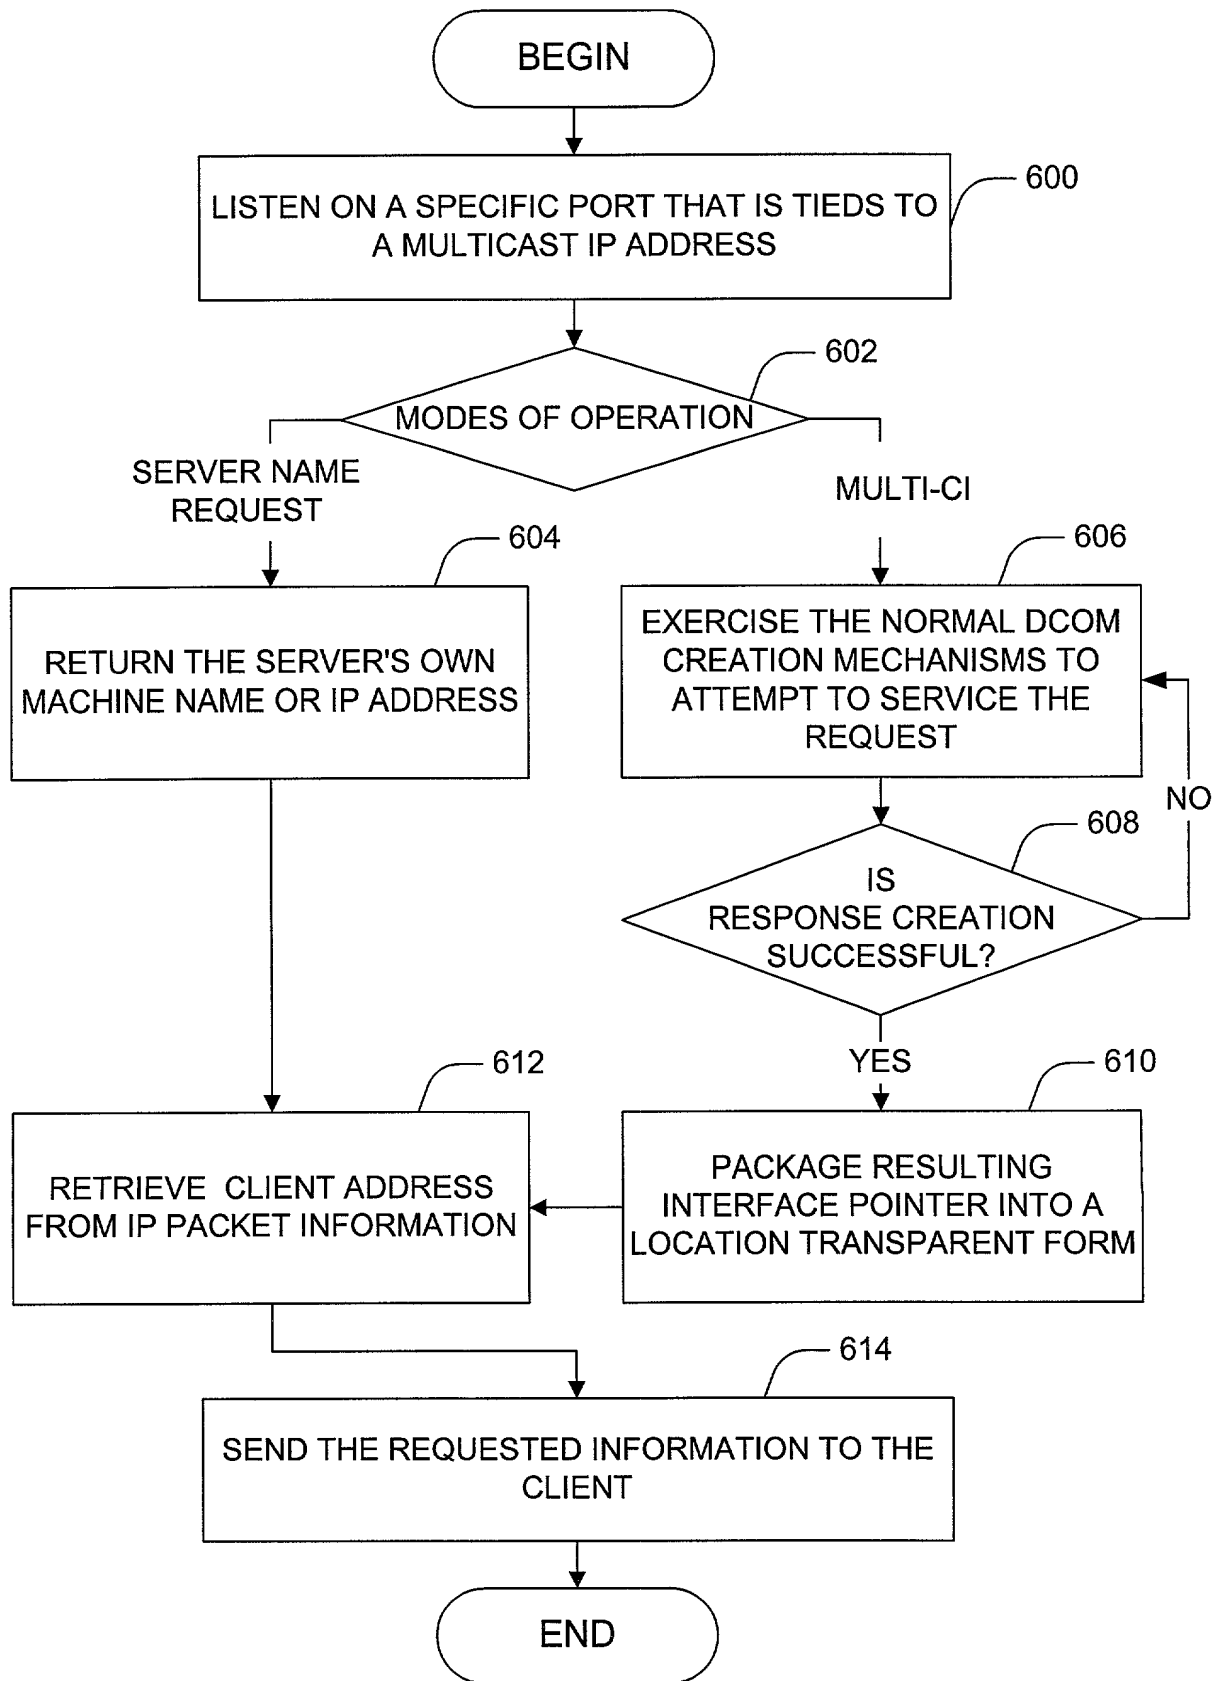 BEGIN
600
LISTEN ON A SPECIFIC PORT THAT IS TIEDS TO
A MULTICAST IP ADDRESS
602
MODES OF OPERATION
SERVER NAME
REQUEST
MULTI-CI
604
606
RETURN THE SERVER'S OWN
MACHINE NAME OR IP ADDRESS
EXERCISE THE NORMAL DCOM
CREATION MECHANISMS TO
ATTEMPT TO SERVICE THE
REQUEST
NO
608
IS
RESPONSE CREATION
SUCCESSFUL?
YES
612
610
RETRIEVE CLIENT ADDRESS
FROM IP PACKET INFORMATION
PACKAGE RESULTING
INTERFACE POINTER INTO A
LOCATION TRANSPARENT FORM
614
SEND THE REQUESTED INFORMATION TO THE
CLIENT
END